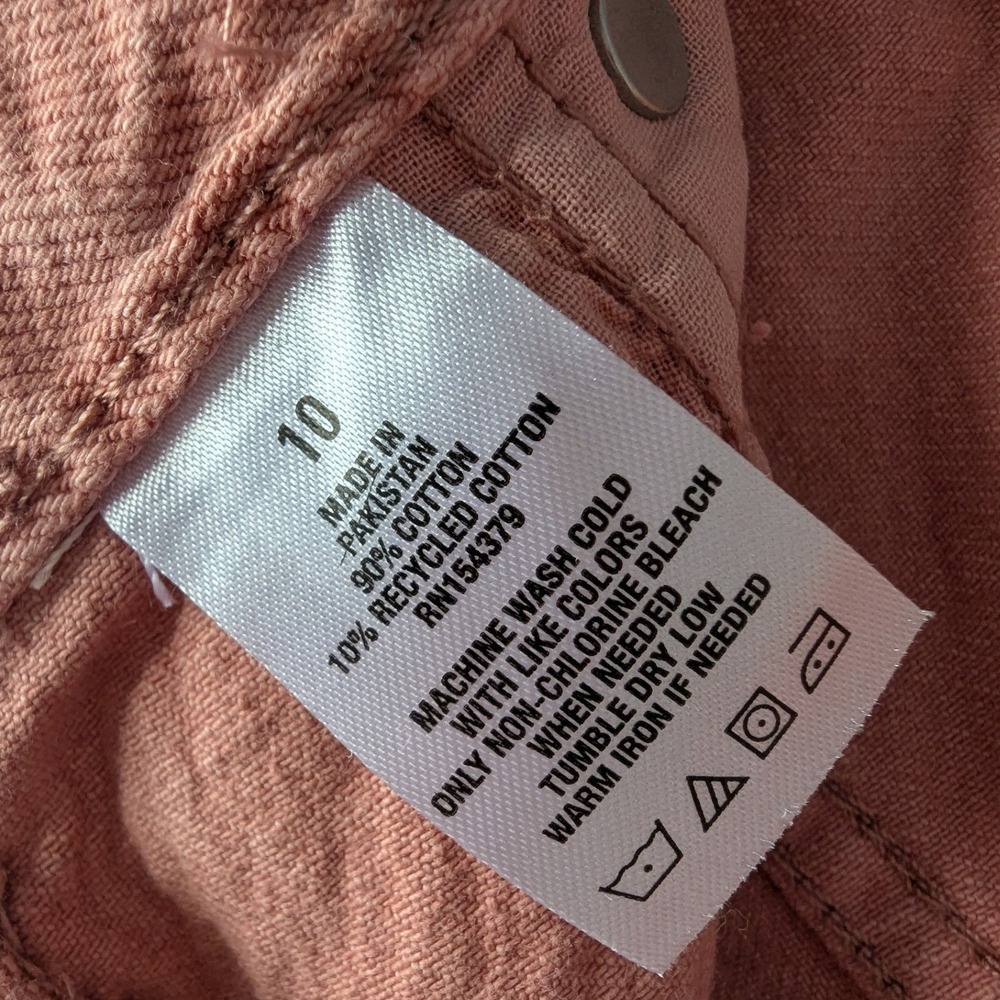 10
MADE IN
PAKISTAN
90% COTTON
10% RECYCLED COTTON
RN154379
MACHINE WASH COLD
WITH LIKE COLORS
ONLY NON-CHLORINE BLEACH
WHEN NEEDED
TUMBLE DRY LOW
WARM IRON IF NEEDED